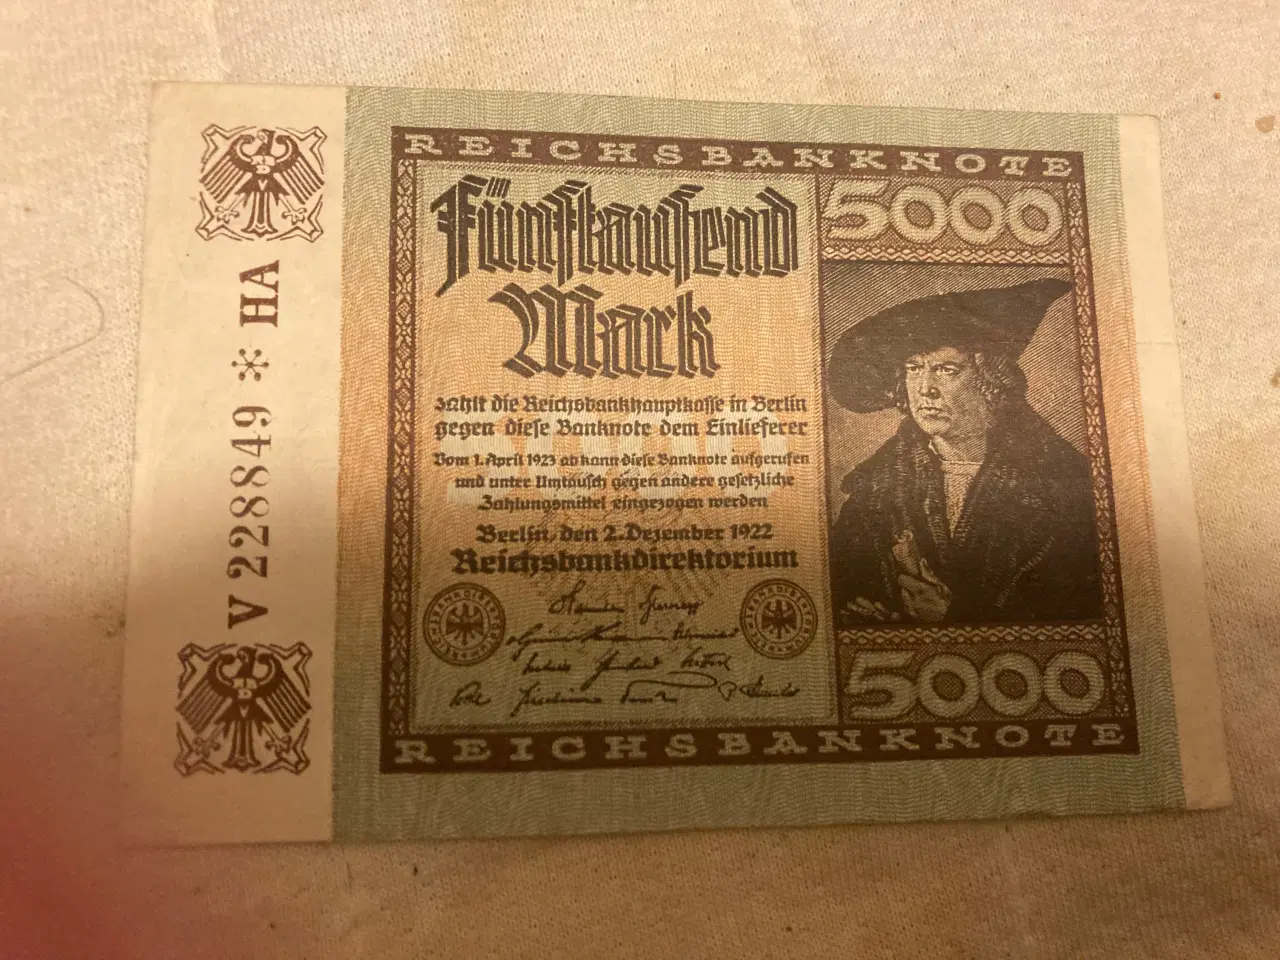 V 228849 * HA
REICHSBANKNOTE
Fünftausend
Mark
zahlt die Reichsbankhauptkasse in Berlin
gegen diese Banknote dem Einlieferer
Vom 1. April 1923 ab kann diese Banknote aufgerufen
und unter Umtausch gegen andere gesetzliche
Zahlungsmittel eingezogen werden
Berlin, den 2. Dezember 1922
Reichsbankdirektorium
5000
5000
REICHSBANKNOTE